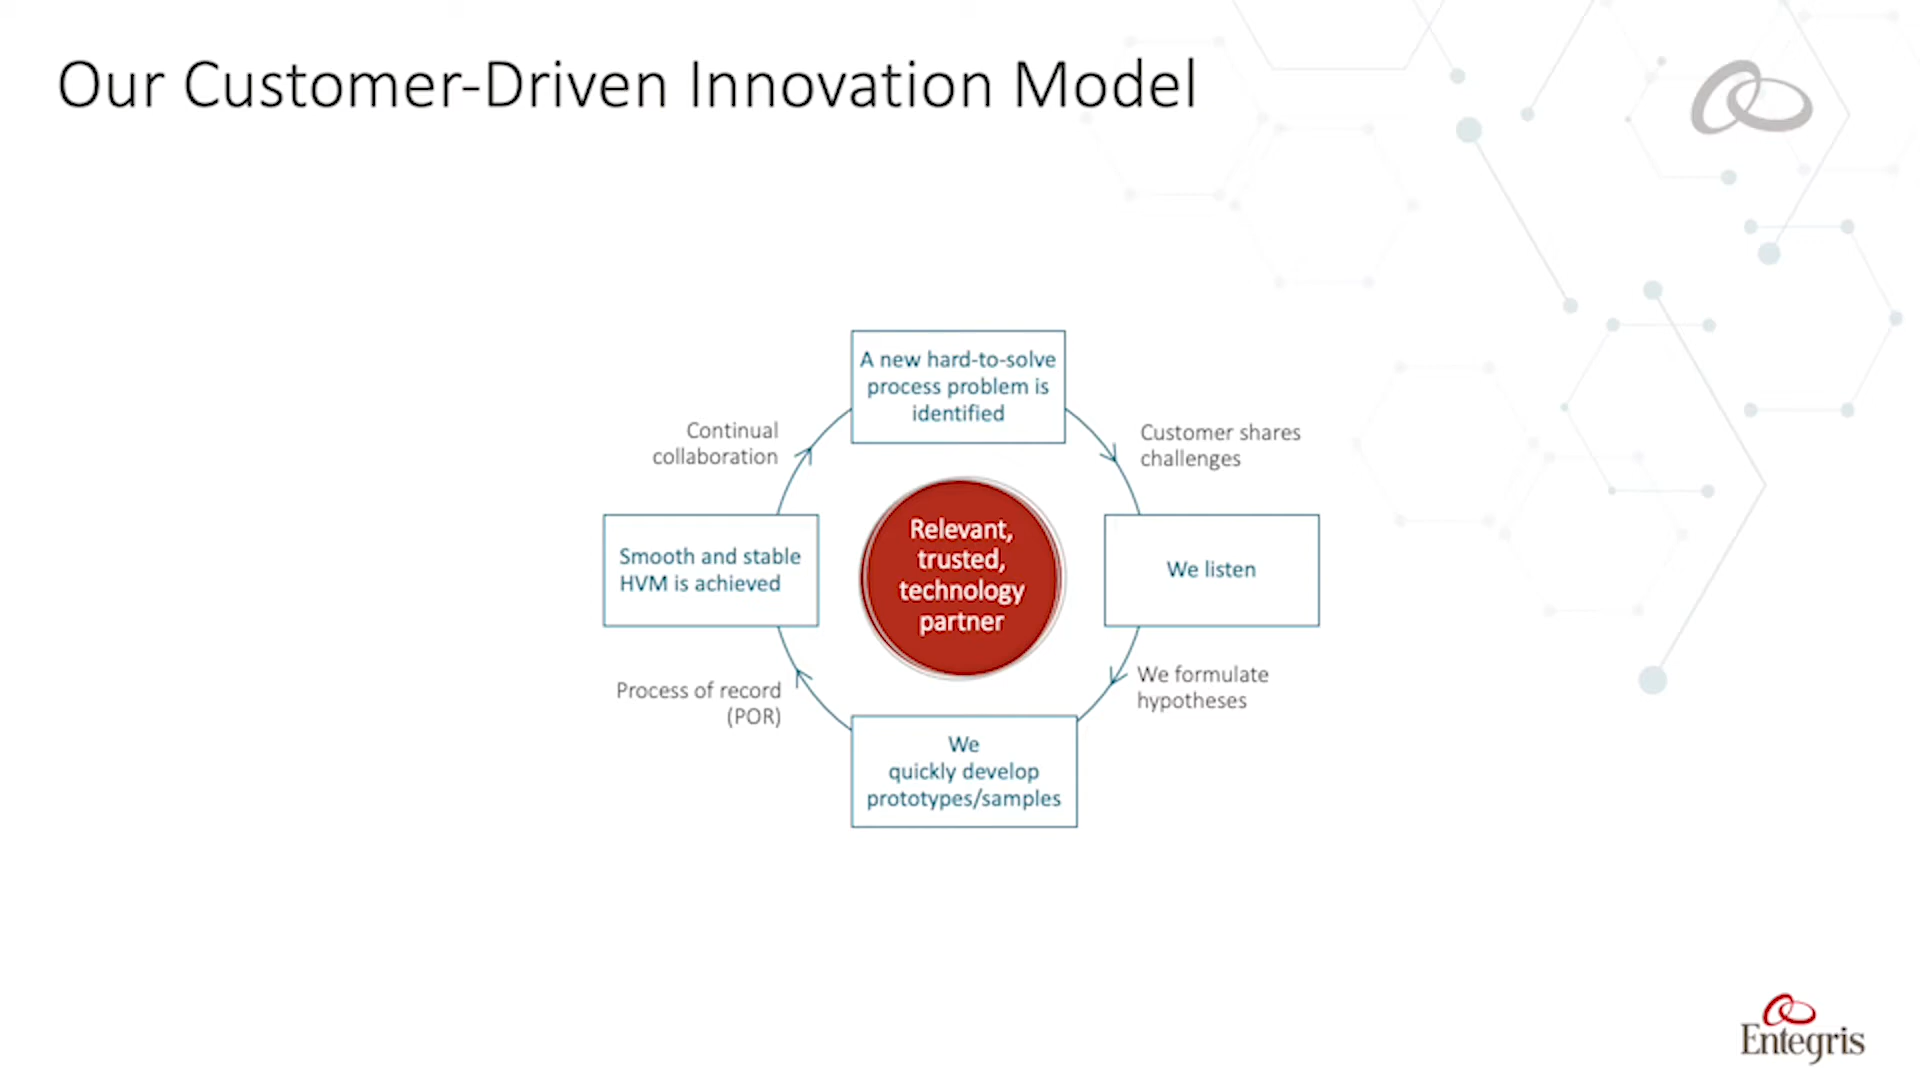 Our Customer-Driven Innovation Model
A new hard-to-solve
process problem is
identified
Customer shares
challenges
We listen
We formulate
hypotheses
We
quickly develop
prototypes/samples
Process of record
(POR)
Smooth and stable
HVM is achieved
Continual
collaboration
Relevant,
trusted,
technology
partner
Entegris